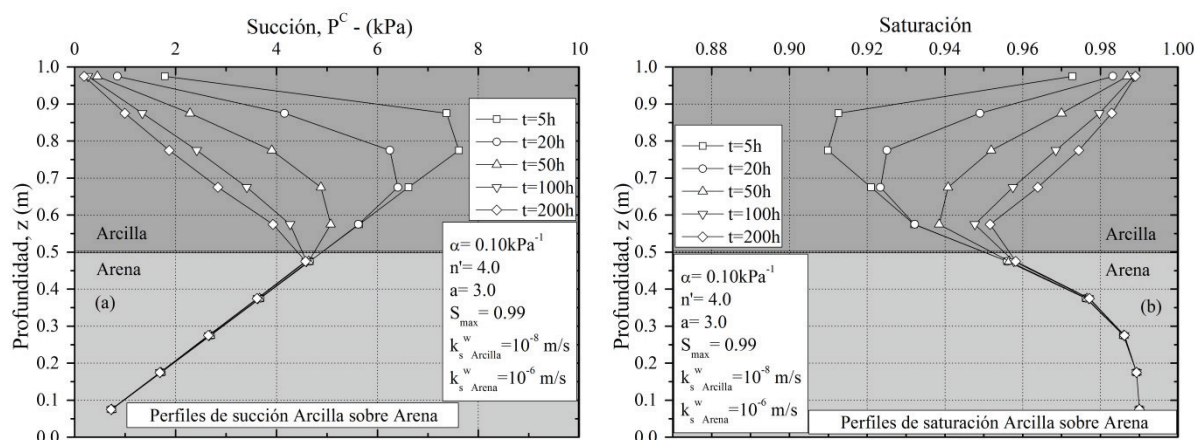 Succión, P^C - (kPa)
0 2 4 6 8 10
1.0
0.9
0.8
0.7
0.6
0.5
0.4
0.3
0.2
0.1
0.0
Profundidad, z (m)
t=5h
t=20h
t=50h
t=100h
t=200h
Arcilla
Arena
(a)
α= 0.10kPa⁻¹
n'= 4.0
a= 3.0
S_max= 0.99
k_s^w_Arcilla=10⁻⁸ m/s
k_s^w_Arena=10⁻⁶ m/s
Perfiles de succión Arcilla sobre Arena
Saturación
0.88 0.90 0.92 0.94 0.96 0.98 1.00
1.0
0.9
0.8
0.7
0.6
0.5
0.4
0.3
0.2
0.1
0.0
Profundidad, z (m)
t=5h
t=20h
t=50h
t=100h
t=200h
Arcilla
Arena
(b)
α= 0.10kPa⁻¹
n'= 4.0
a= 3.0
S_max= 0.99
k_s^w_Arcilla=10⁻⁸ m/s
k_s^w_Arena=10⁻⁶ m/s
Perfiles de saturación Arcilla sobre Arena